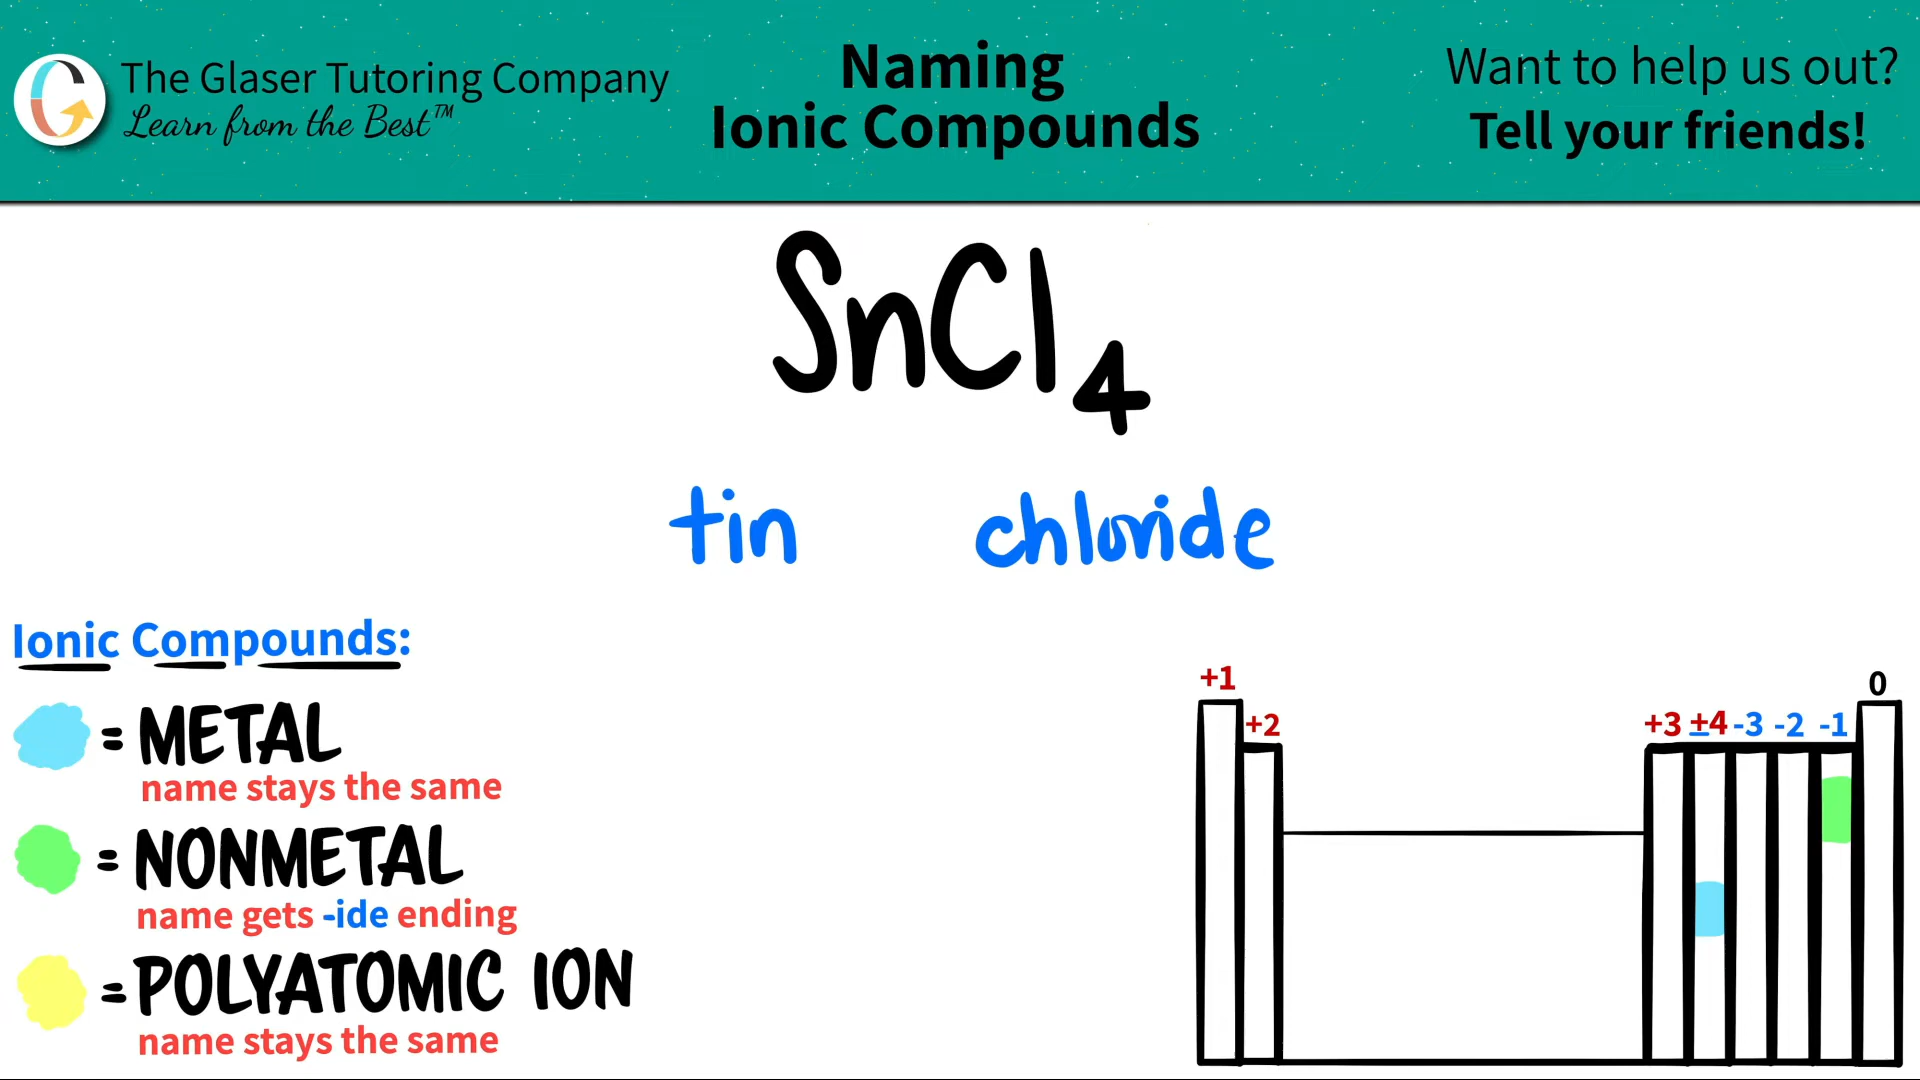 The Glaser Tutoring Company
Learn from the Best™
Naming
Ionic Compounds
Want to help us out?
Tell your friends!
SnCl₄
tin chloride
Ionic Compounds:
= METAL
name stays the same
= NONMETAL
name gets -ide ending
= POLYATOMIC ION
name stays the same
+1
0
+2
+3 ±4 -3 -2 -1